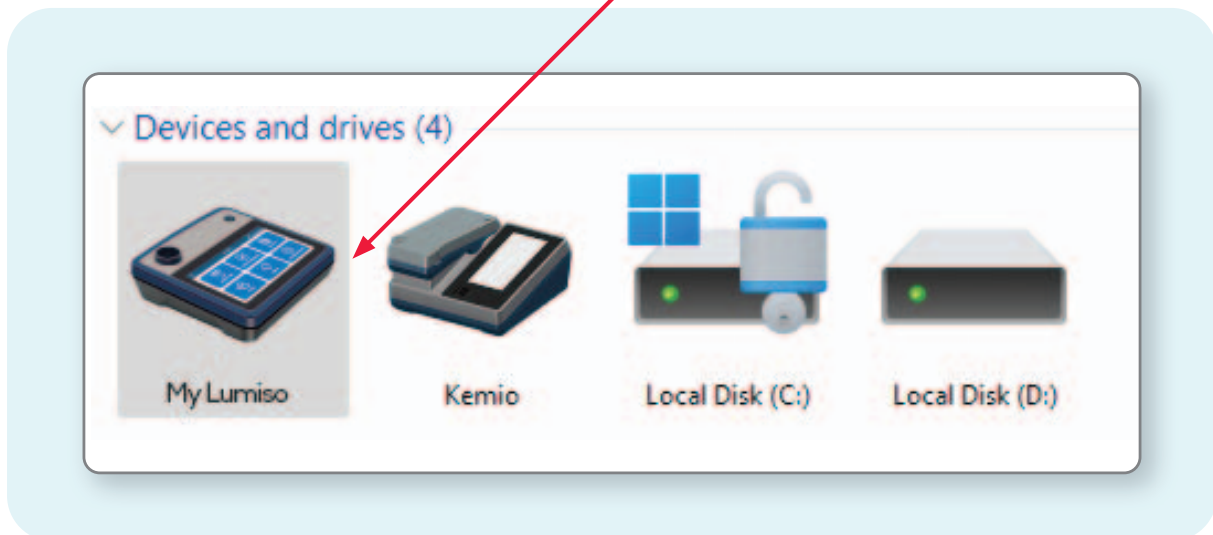 Devices and drives (4)
My Lumiso
Kemio
Local Disk (C:)
Local Disk (D:)